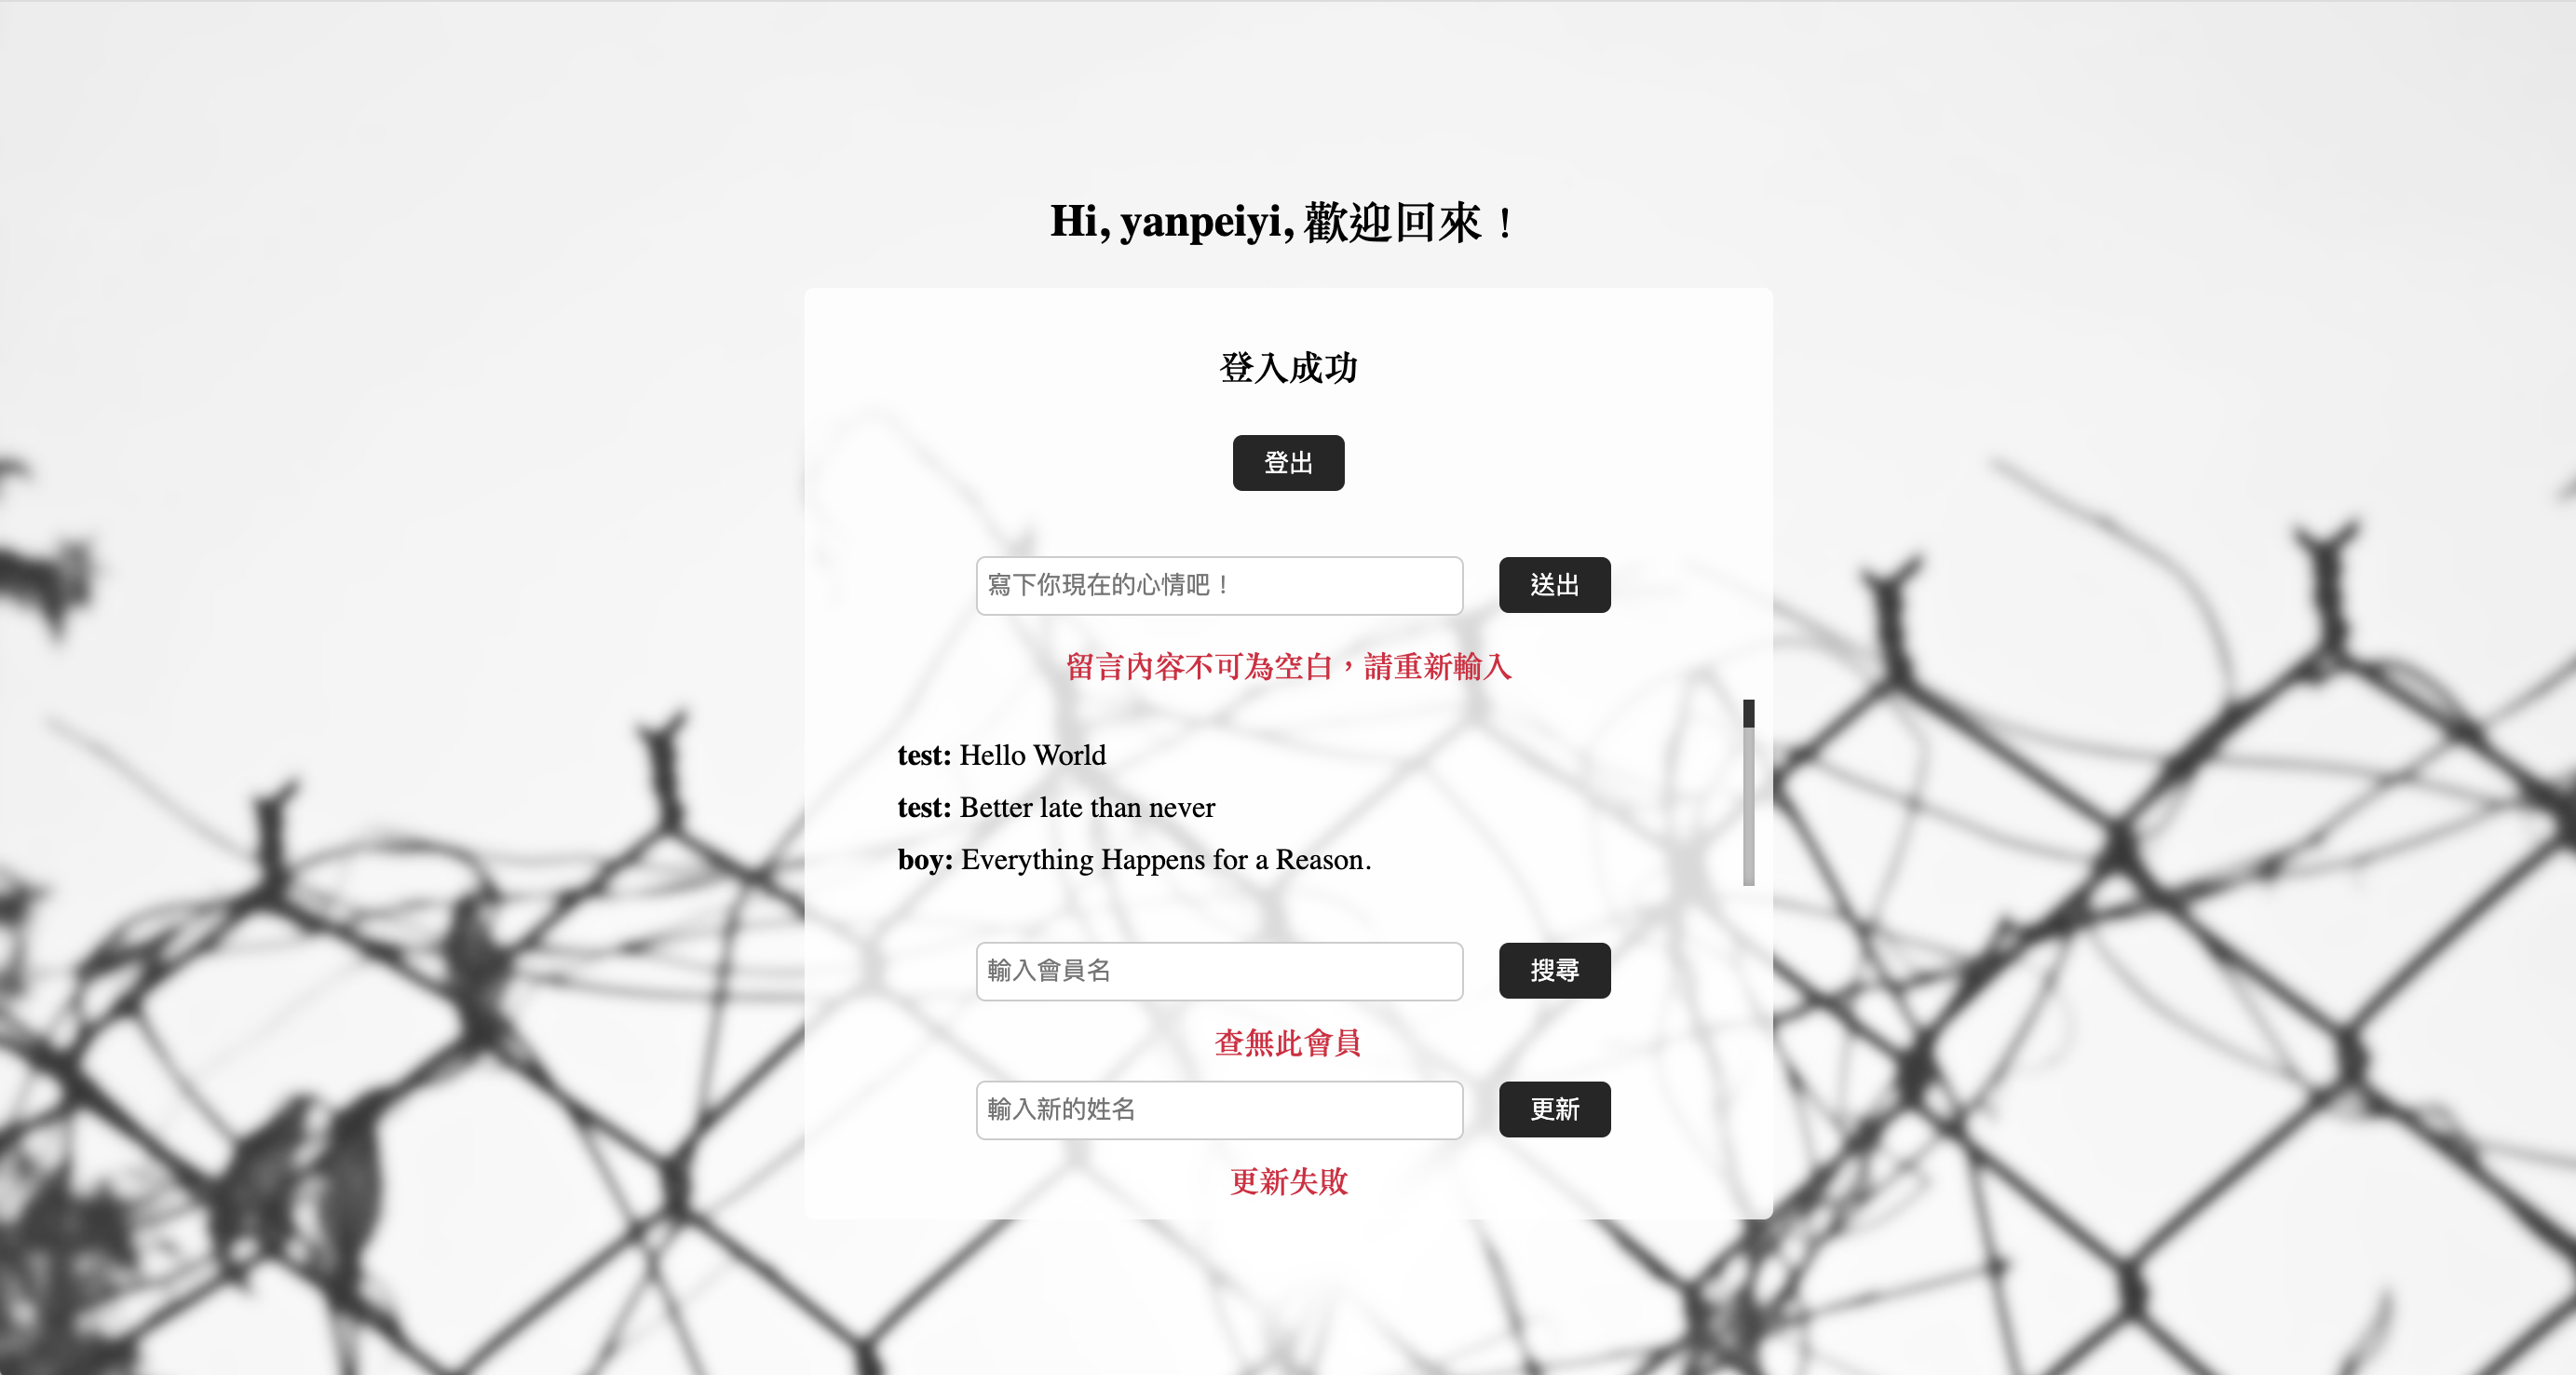 Hi, yanpeiyi, 歡迎回來！
登入成功
登出
寫下你現在的心情吧！ 送出
留言內容不可為空白，請重新輸入
test: Hello World
test: Better late than never
boy: Everything Happens for a Reason.
輸入會員名 搜尋
查無此會員
輸入新的姓名 更新
更新失敗